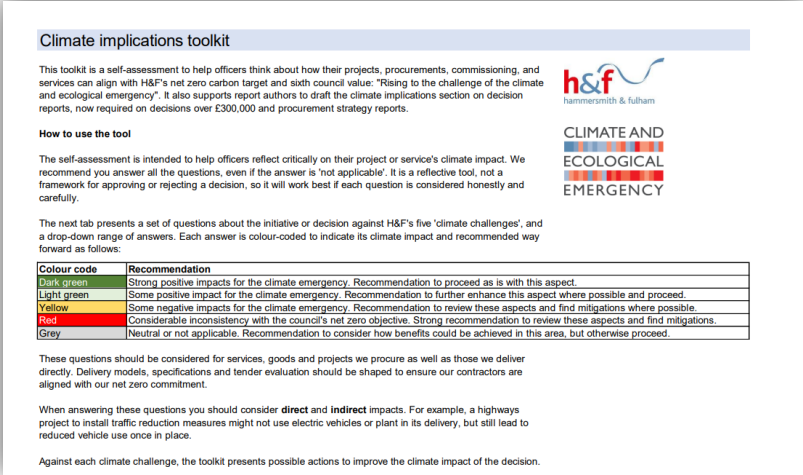 Climate implications toolkit
This toolkit is a self-assessment to help officers think about how their projects, procurements, commissioning, and
services can align with H&F's net zero carbon target and sixth council value: "Rising to the challenge of the climate
and ecological emergency". It also supports report authors to draft the climate implications section on decision
reports, now required on decisions over £300,000 and procurement strategy reports.
h&f
hammersmith & fulham
How to use the tool
CLIMATE AND
ECOLOGICAL
EMERGENCY
The self-assessment is intended to help officers reflect critically on their project or service's climate impact. We
recommend you answer all the questions, even if the answer is 'not applicable'. It is a reflective tool, not a
framework for approving or rejecting a decision, so it will work best if each question is considered honestly and
carefully.
The next tab presents a set of questions about the initiative or decision against H&F's five 'climate challenges', and
a drop-down range of answers. Each answer is colour-coded to indicate its climate impact and recommended way
forward as follows:
Colour code Recommendation
Dark green Strong positive impacts for the climate emergency. Recommendation to proceed as is with this aspect.
Light green Some positive impact for the climate emergency. Recommendation to further enhance this aspect where possible and proceed.
Yellow Some negative impacts for the climate emergency. Recommendation to review these aspects and find mitigations where possible.
Red Considerable inconsistency with the council's net zero objective. Strong recommendation to review these aspects and find mitigations.
Grey Neutral or not applicable. Recommendation to consider how benefits could be achieved in this area, but otherwise proceed.
These questions should be considered for services, goods and projects we procure as well as those we deliver
directly. Delivery models, specifications and tender evaluation should be shaped to ensure our contractors are
aligned with our net zero commitment.
When answering these questions you should consider direct and indirect impacts. For example, a highways
project to install traffic reduction measures might not use electric vehicles or plant in its delivery, but still lead to
reduced vehicle use once in place.
Against each climate challenge, the toolkit presents possible actions to improve the climate impact of the decision.